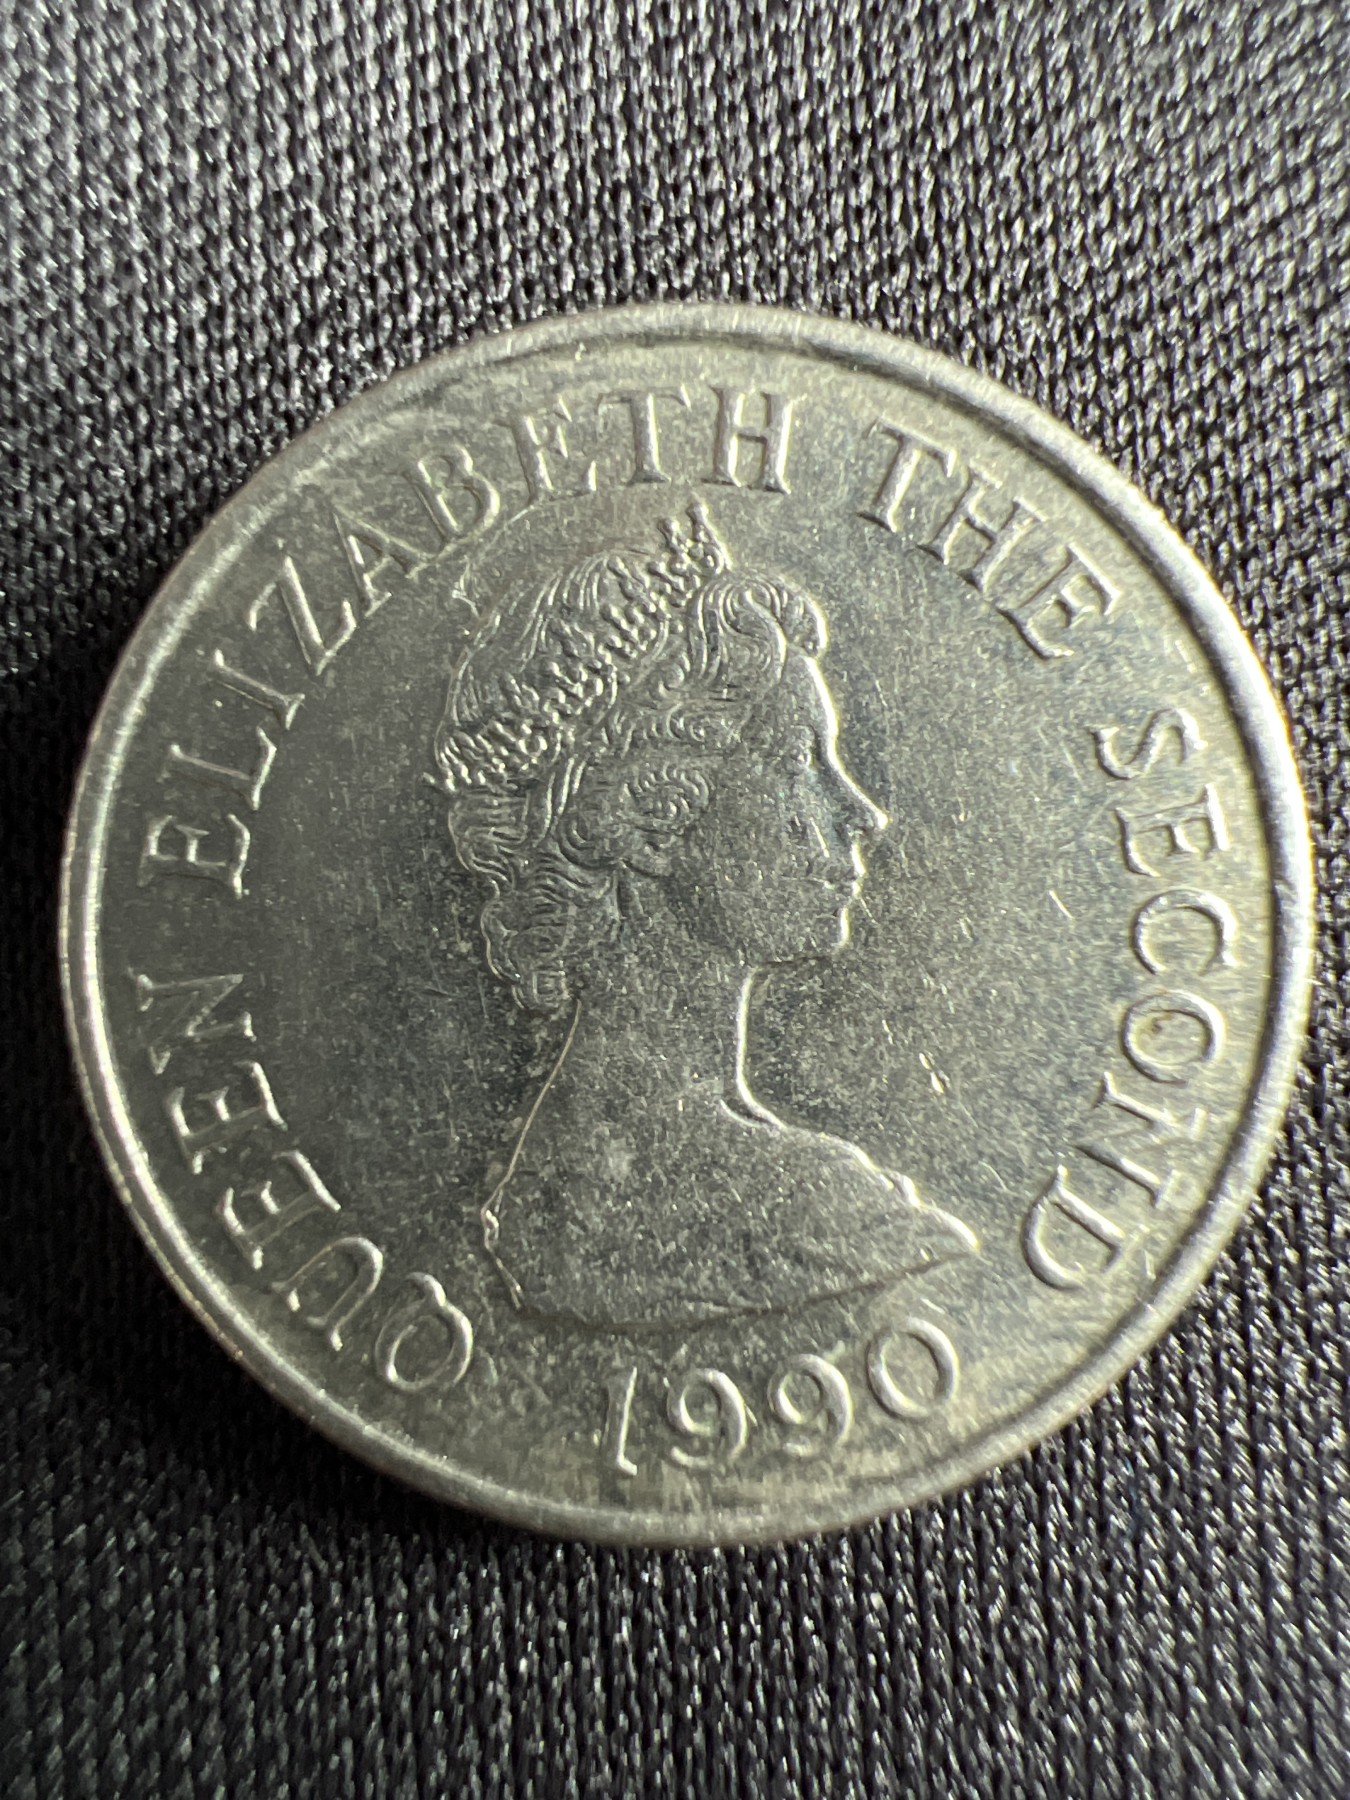 QUEEN ELIZABETH THE SECOND
1990